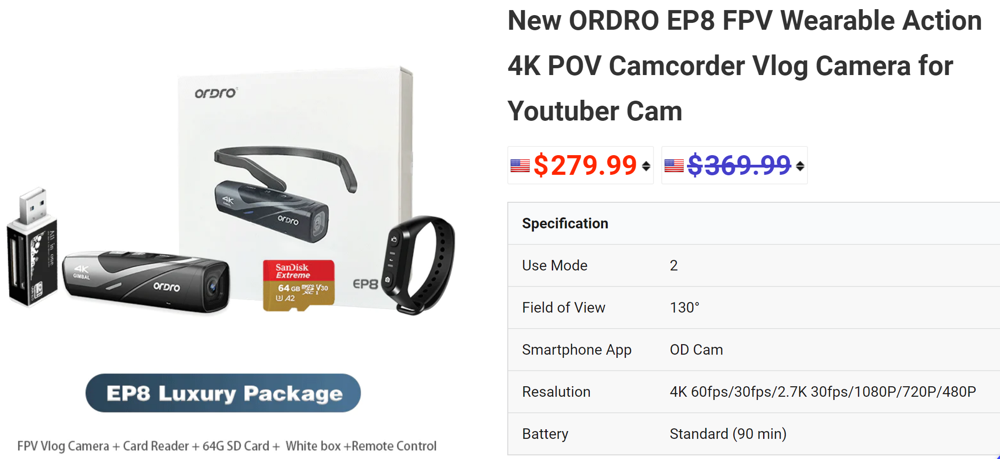 New ORDRO EP8 FPV Wearable Action
4K POV Camcorder Vlog Camera for
Youtuber Cam
$279.99 $369.99
Specification
Use Mode 2
Field of View 130°
Smartphone App OD Cam
Resalution 4K 60fps/30fps/2.7K 30fps/1080P/720P/480P
Battery Standard (90 min)
ORDRO
4K
ORDRO
EP8
All in one
4K
GIMBAL
ORDRO
SanDisk
Extreme
64 GB micro SD XC I V30
U3 A2
EP8 Luxury Package
FPV Vlog Camera + Card Reader + 64G SD Card + White box +Remote Control